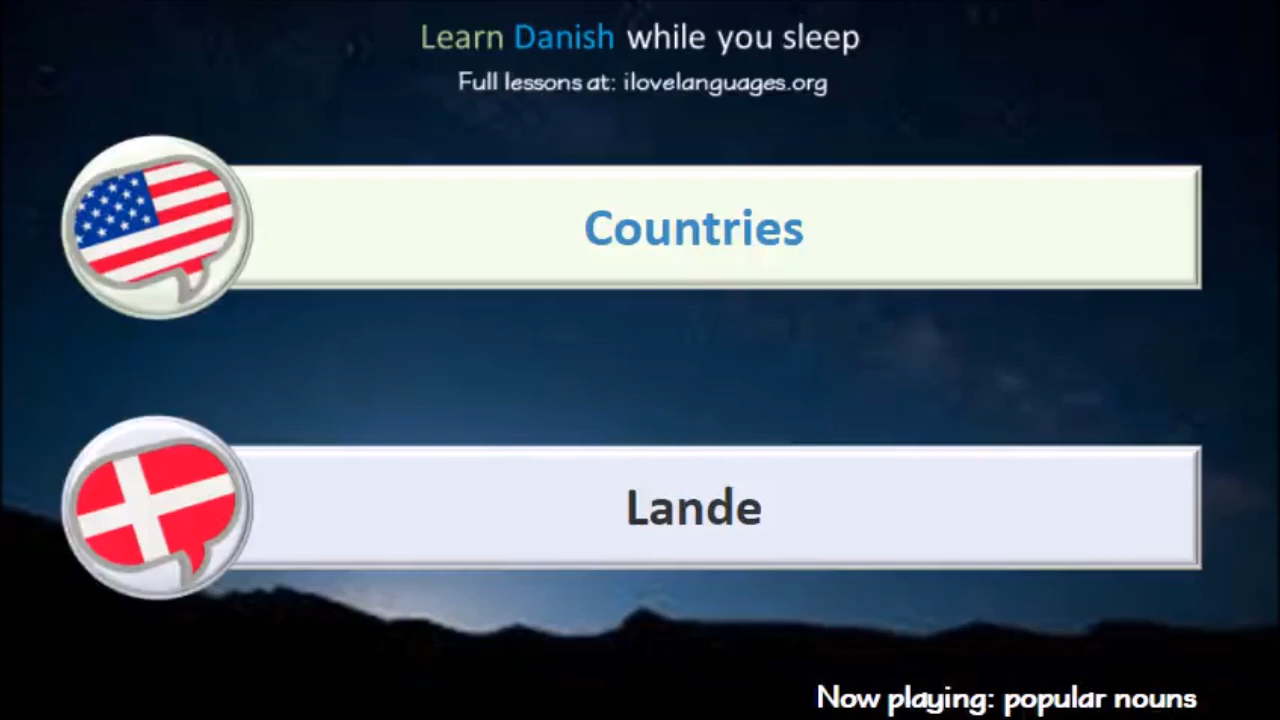 Learn Danish while you sleep
Full lessons at: ilovelanguages.org
Countries
Lande
Now playing: popular nouns